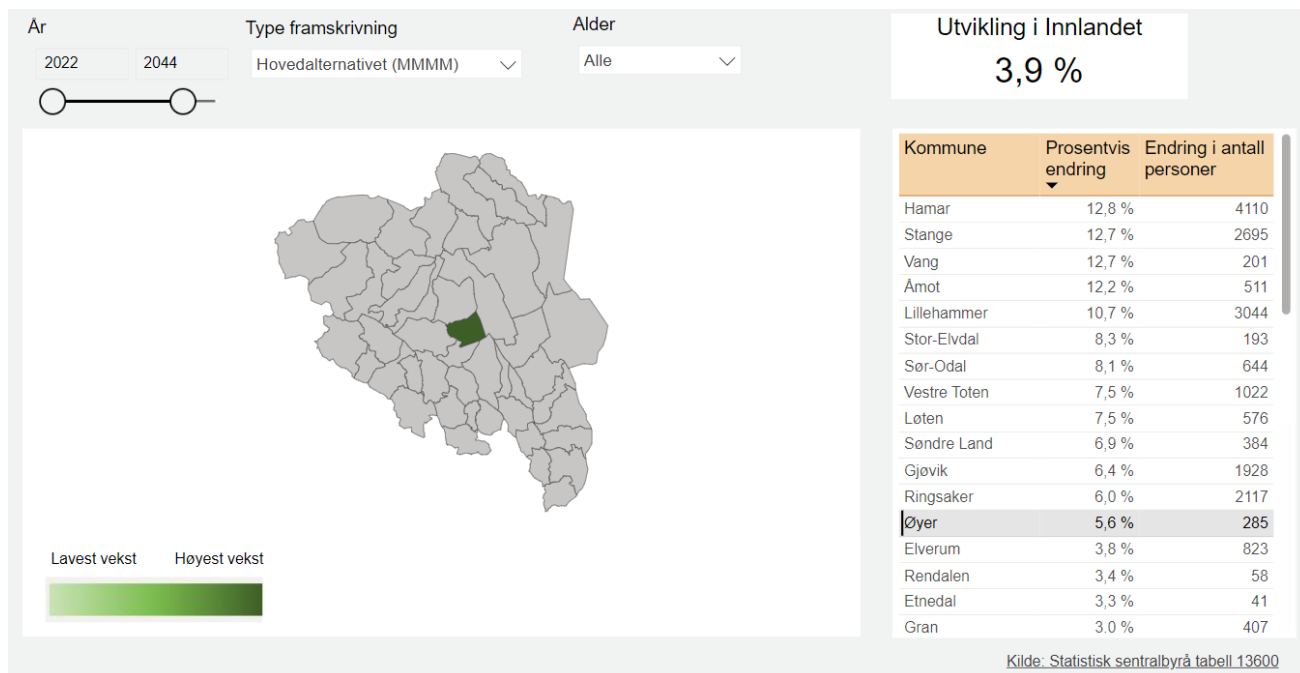 År
Type framskrivning
Alder
2022
2044
Hovedalternativet (MMMM)
Alle
Utvikling i Innlandet
3,9 %
Lavest vekst
Høyest vekst
Kommune Prosentvis endring Endring i antall personer
Hamar 12,8 % 4110
Stange 12,7 % 2695
Vang 12,7 % 201
Åmot 12,2 % 511
Lillehammer 10,7 % 3044
Stor-Elvdal 8,3 % 193
Sør-Odal 8,1 % 644
Vestre Toten 7,5 % 1022
Løten 7,5 % 576
Søndre Land 6,9 % 384
Gjøvik 6,4 % 1928
Ringsaker 6,0 % 2117
Øyer 5,6 % 285
Elverum 3,8 % 823
Rendalen 3,4 % 58
Etnedal 3,3 % 41
Gran 3,0 % 407
Kilde: Statistisk sentralbyrå tabell 13600